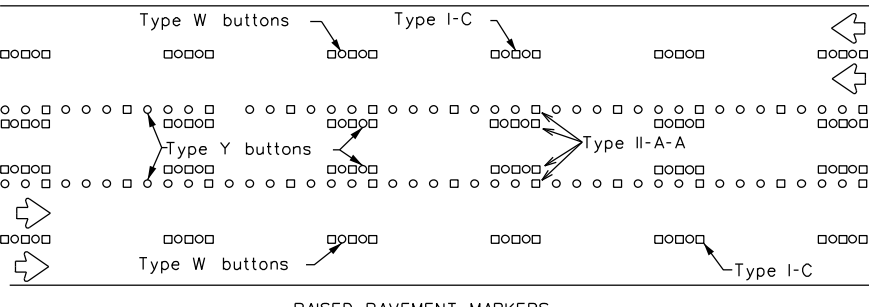 Type W buttons
Type I-C
Type Y buttons
Type II-A-A
Type W buttons
Type I-C
RAISED PAVEMENT MARKERS